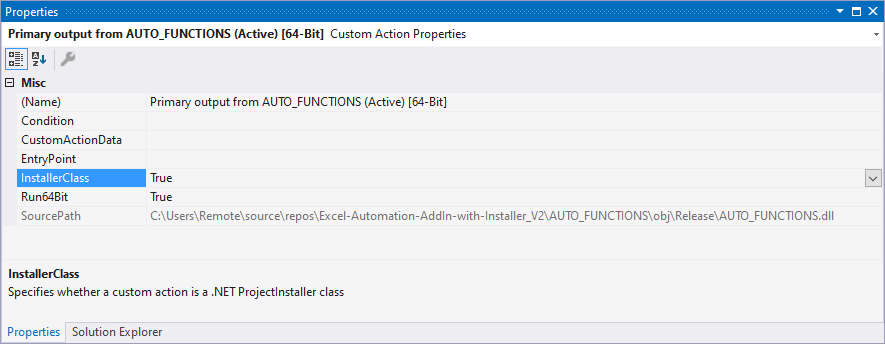 Properties
Primary output from AUTO_FUNCTIONS (Active) [64-Bit] Custom Action Properties
Misc
(Name) Primary output from AUTO_FUNCTIONS (Active) [64-Bit]
Condition
CustomActionData
EntryPoint
InstallerClass True
Run64Bit True
SourcePath C:\Users\Remote\source\repos\Excel-Automation-AddIn-with-Installer_V2\AUTO_FUNCTIONS\obj\Release\AUTO_FUNCTIONS.dll
InstallerClass
Specifies whether a custom action is a .NET ProjectInstaller class
Properties Solution Explorer